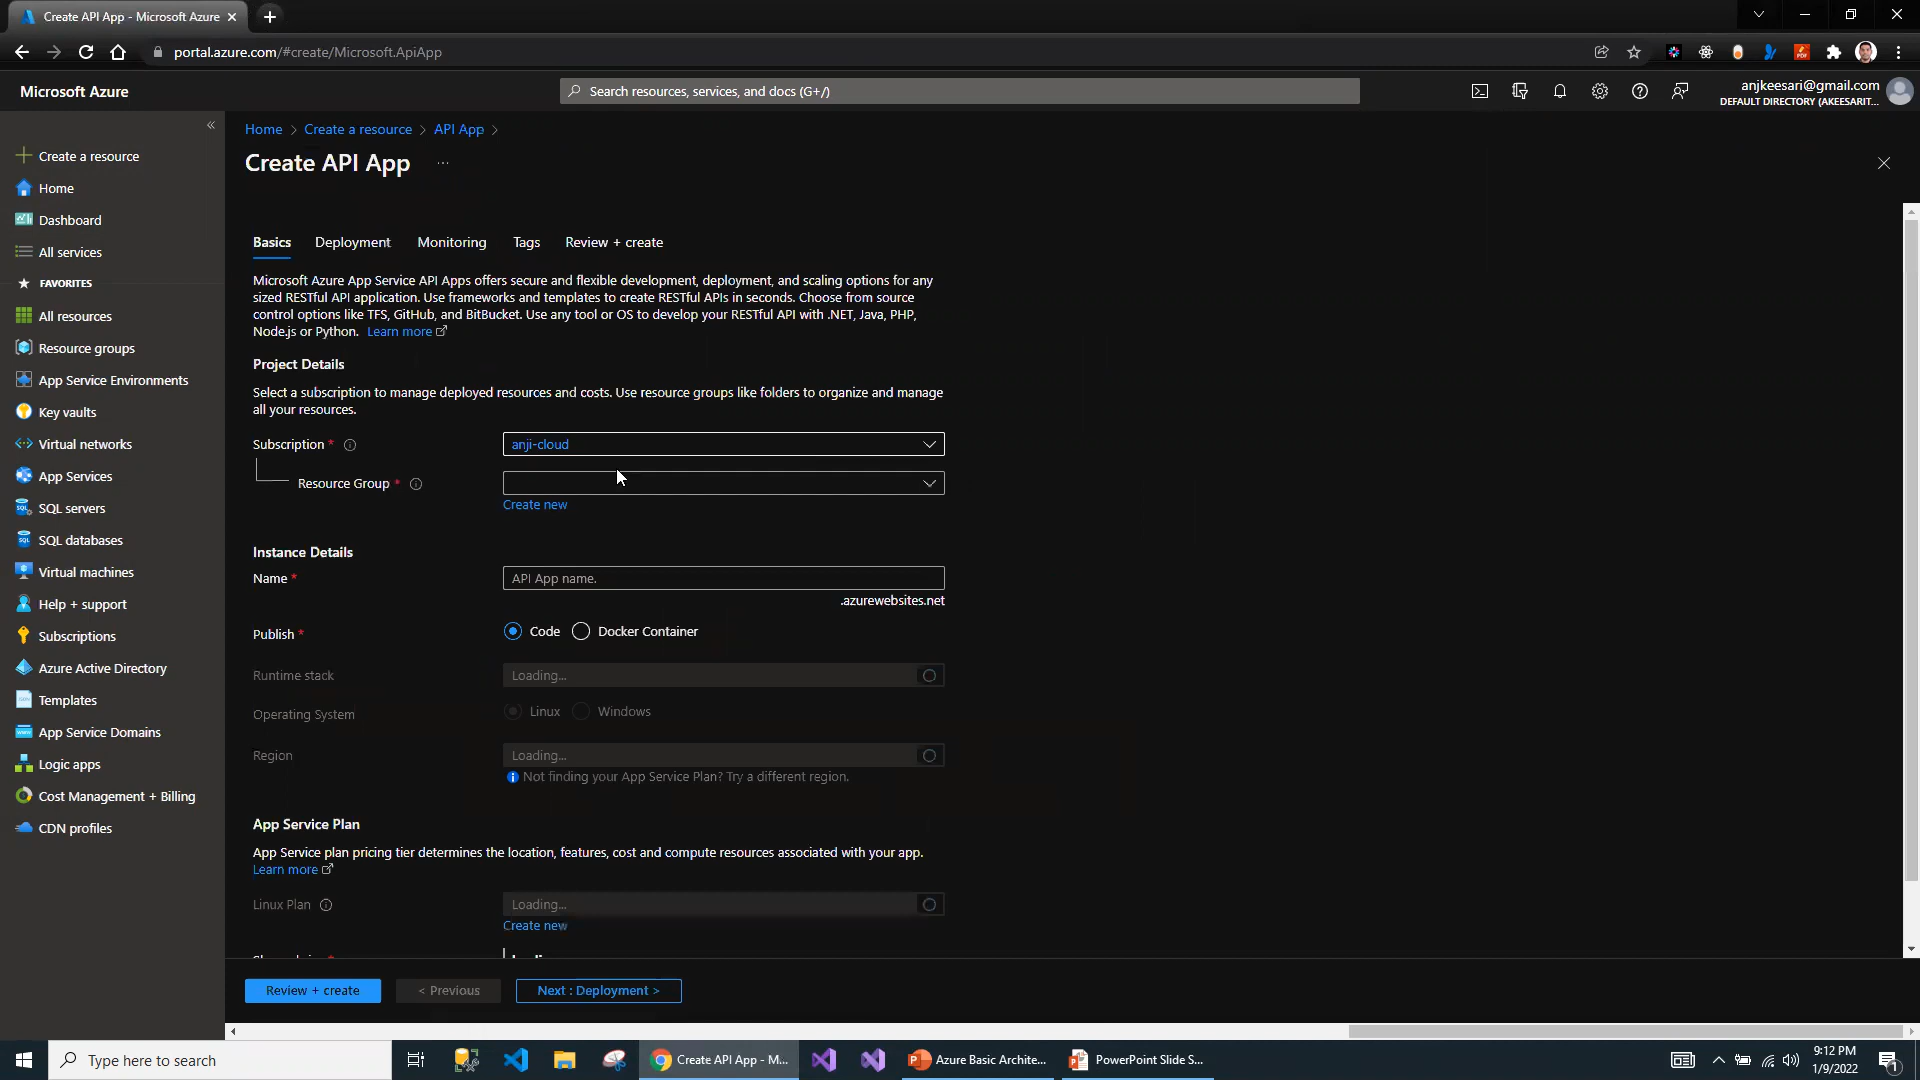 Create API App - Microsoft Azure
portal.azure.com/#create/Microsoft.ApiApp
Microsoft Azure
Search resources, services, and docs (G+/)
anjkeesari@gmail.com
DEFAULT DIRECTORY (AKEESARIT...
Create a resource
Home
Dashboard
All services
FAVORITES
All resources
Resource groups
App Service Environments
Key vaults
Virtual networks
App Services
SQL servers
SQL databases
Virtual machines
Help + support
Subscriptions
Azure Active Directory
Templates
App Service Domains
Logic apps
Cost Management + Billing
CDN profiles
Home > Create a resource > API App >
Create API App ...
Basics Deployment Monitoring Tags Review + create
Microsoft Azure App Service API Apps offers secure and flexible development, deployment, and scaling options for any
sized RESTful API application. Use frameworks and templates to create RESTful APIs in seconds. Choose from source
control options like TFS, GitHub, and BitBucket. Use any tool or OS to develop your RESTful API with .NET, Java, PHP,
Node.js or Python. Learn more
Project Details
Select a subscription to manage deployed resources and costs. Use resource groups like folders to organize and manage
all your resources.
Subscription * anji-cloud
Resource Group *
Create new
Instance Details
Name * API App name.
.azurewebsites.net
Publish * Code Docker Container
Runtime stack Loading...
Operating System Linux Windows
Region Loading...
Not finding your App Service Plan? Try a different region.
App Service Plan
App Service plan pricing tier determines the location, features, cost and compute resources associated with your app.
Learn more
Linux Plan Loading...
Create new
Review + create < Previous Next : Deployment >
Type here to search
Create API App - M...
Azure Basic Archite...
PowerPoint Slide S...
9:12 PM
1/9/2022
1